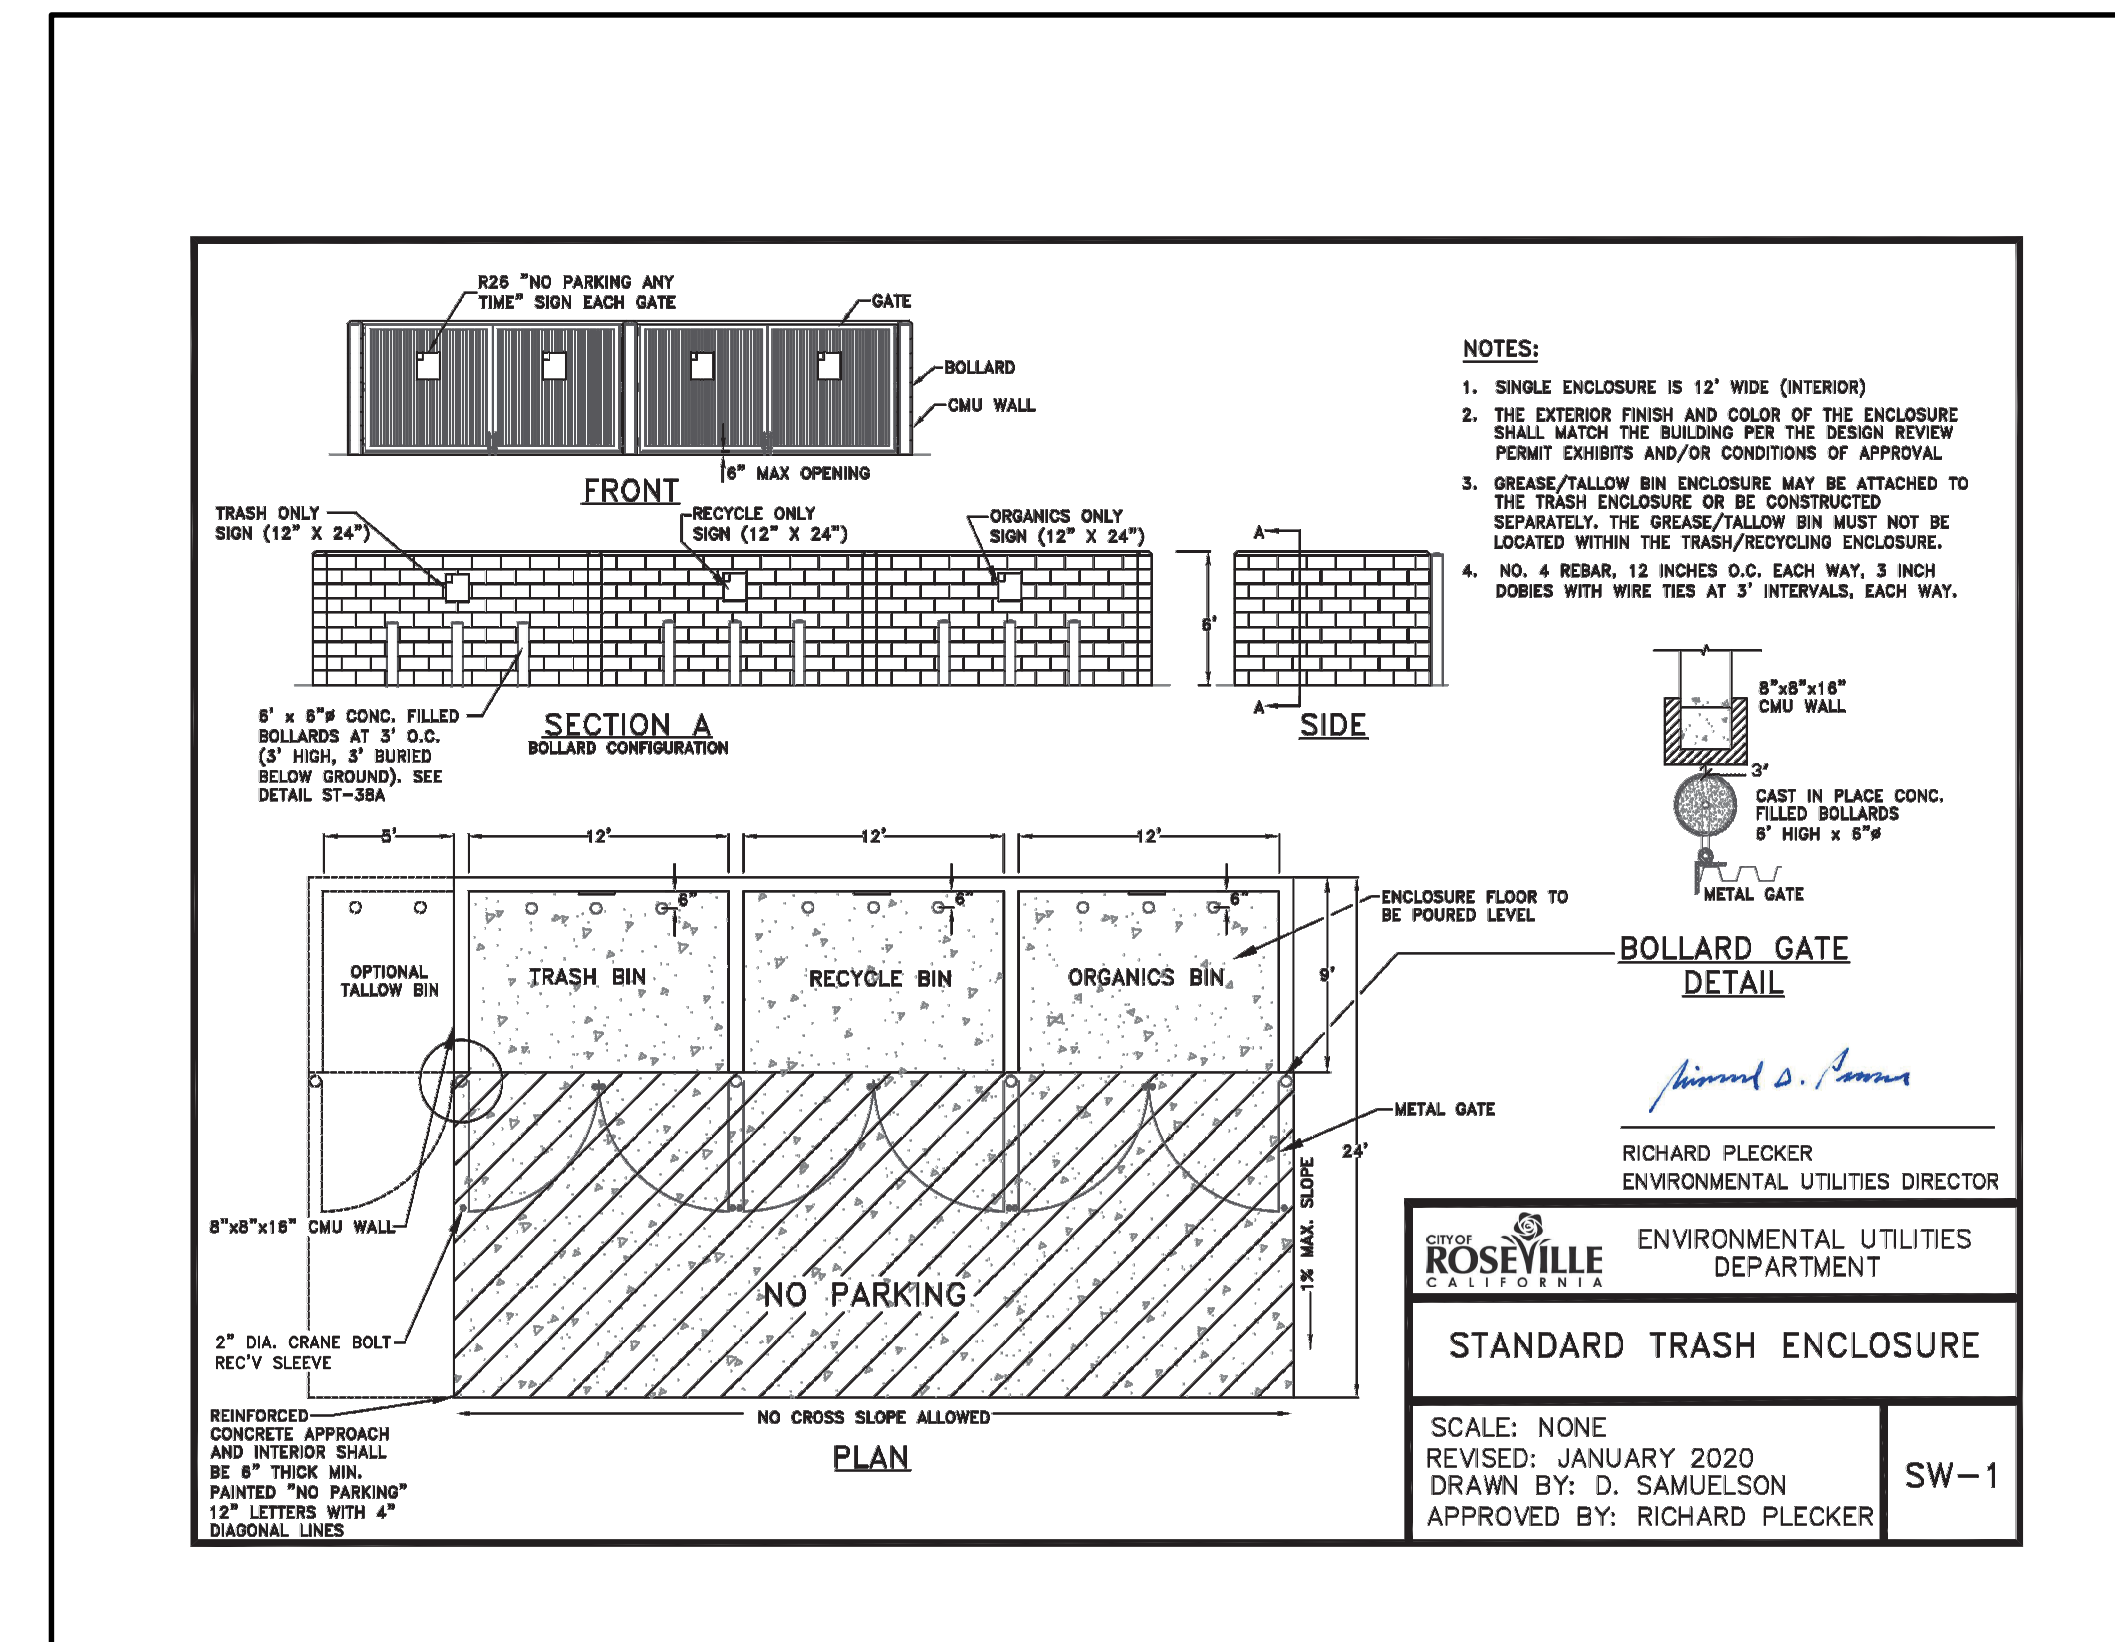 R26 "NO PARKING ANY
TIME" SIGN EACH GATE
GATE
BOLLARD
CMU WALL
6" MAX OPENING
FRONT
TRASH ONLY
SIGN (12" X 24")
RECYCLE ONLY
SIGN (12" X 24")
ORGANICS ONLY
SIGN (12" X 24")
6'
A
A
SIDE
6' x 6"ø CONC. FILLED
BOLLARDS AT 3' O.C.
(3' HIGH, 3' BURIED
BELOW GROUND). SEE
DETAIL ST-38A
SECTION A
BOLLARD CONFIGURATION
NOTES:
1. SINGLE ENCLOSURE IS 12' WIDE (INTERIOR)
2. THE EXTERIOR FINISH AND COLOR OF THE ENCLOSURE
SHALL MATCH THE BUILDING PER THE DESIGN REVIEW
PERMIT EXHIBITS AND/OR CONDITIONS OF APPROVAL
3. GREASE/TALLOW BIN ENCLOSURE MAY BE ATTACHED TO
THE TRASH ENCLOSURE OR BE CONSTRUCTED
SEPARATELY. THE GREASE/TALLOW BIN MUST NOT BE
LOCATED WITHIN THE TRASH/RECYCLING ENCLOSURE.
4. NO. 4 REBAR, 12 INCHES O.C. EACH WAY, 3 INCH
DOBIES WITH WIRE TIES AT 3' INTERVALS, EACH WAY.
8"x8"x16"
CMU WALL
3'
CAST IN PLACE CONC.
FILLED BOLLARDS
6' HIGH x 6"ø
METAL GATE
BOLLARD GATE
DETAIL
5'
12'
12'
12'
6"
6"
6"
OPTIONAL
TALLOW BIN
TRASH BIN
RECYCLE BIN
ORGANICS BIN
9'
24'
ENCLOSURE FLOOR TO
BE POURED LEVEL
METAL GATE
1% MAX. SLOPE
8"x8"x16" CMU WALL
NO PARKING
2" DIA. CRANE BOLT
REC'V SLEEVE
REINFORCED
CONCRETE APPROACH
AND INTERIOR SHALL
BE 6" THICK MIN.
PAINTED "NO PARKING"
12" LETTERS WITH 4"
DIAGONAL LINES
NO CROSS SLOPE ALLOWED
PLAN
RICHARD PLECKER
ENVIRONMENTAL UTILITIES DIRECTOR
CITY OF
ROSEVILLE
CALIFORNIA
ENVIRONMENTAL UTILITIES
DEPARTMENT
STANDARD TRASH ENCLOSURE
SCALE: NONE
REVISED: JANUARY 2020
DRAWN BY: D. SAMUELSON
APPROVED BY: RICHARD PLECKER
SW-1